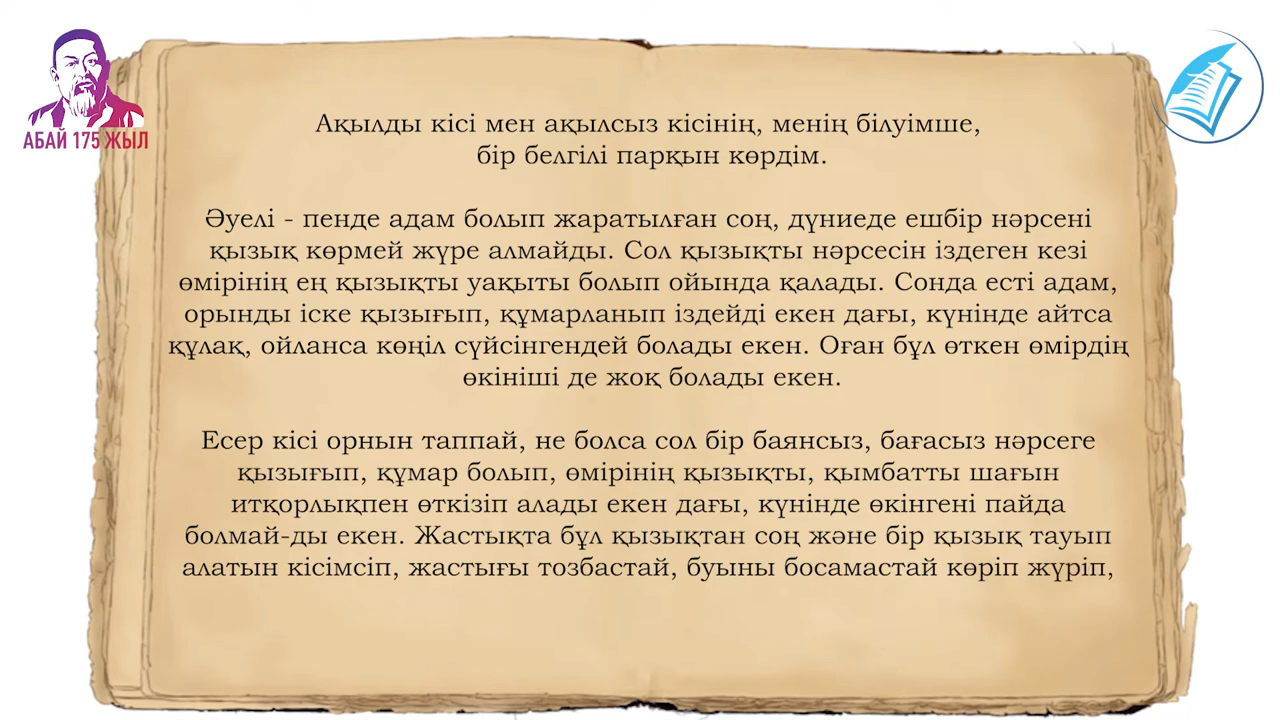 АБАЙ 175 ЖЫЛ
Ақылды кісі мен ақылсыз кісінің, менің білуімше,
бір белгілі парқын көрдім.
Әуелі - пенде адам болып жаратылған соң, дүниеде ешбір нәрсені
қызық көрмей жүре алмайды. Сол қызықты нәрсесін іздеген кезі
өмірінің ең қызықты уақыты болып ойында қалады. Сонда есті адам,
орынды іске қызығып, құмарланып іздейді екен дағы, күнінде айтса
құлақ, ойланса көңіл сүйсінгендей болады екен. Оған бұл өткен өмірдің
өкініші де жоқ болады екен.
Есер кісі орнын таппай, не болса сол бір баянсыз, бағасыз нәрсеге
қызығып, құмар болып, өмірінің қызықты, қымбатты шағын
итқорлықпен өткізіп алады екен дағы, күнінде өкінгені пайда
болмай-ды екен. Жастықта бұл қызықтан соң және бір қызық тауып
алатын кісімсіп, жастығы тозбастай, буыны босамастай көріп жүріп,